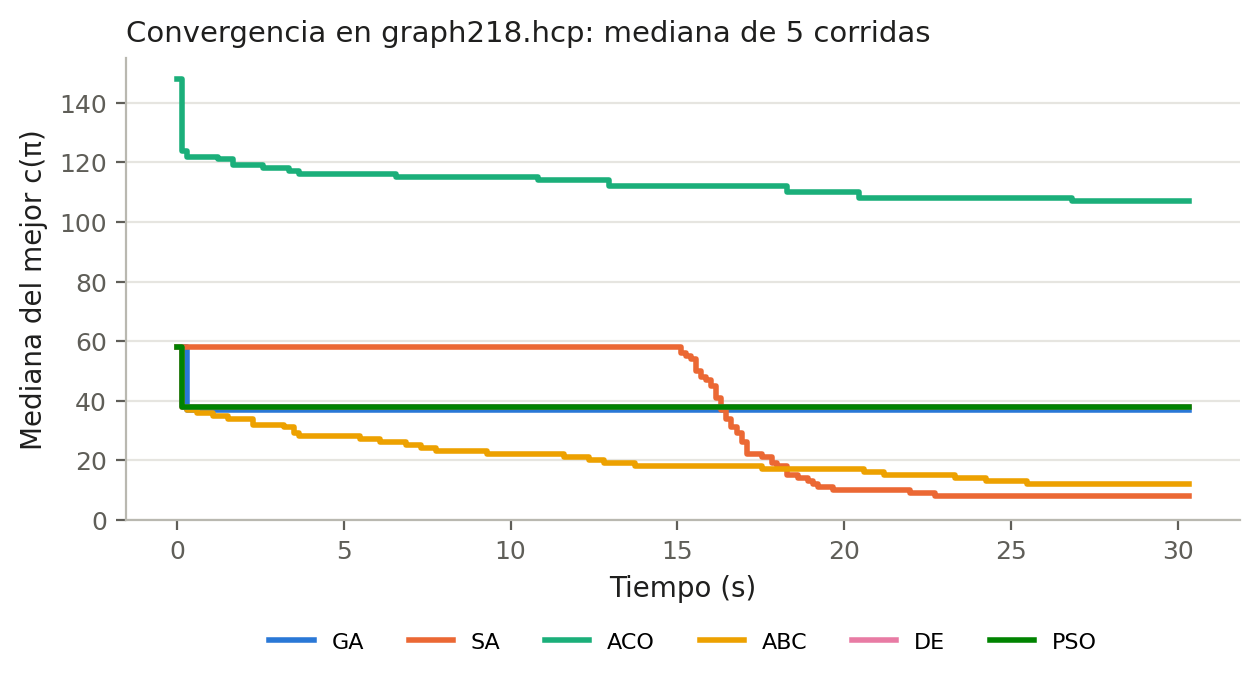 Convergencia en graph218.hcp: mediana de 5 corridas
Mediana del mejor c(π)
140
120
100
80
60
40
20
0
0 5 10 15 20 25 30
Tiempo (s)
GA SA ACO ABC DE PSO